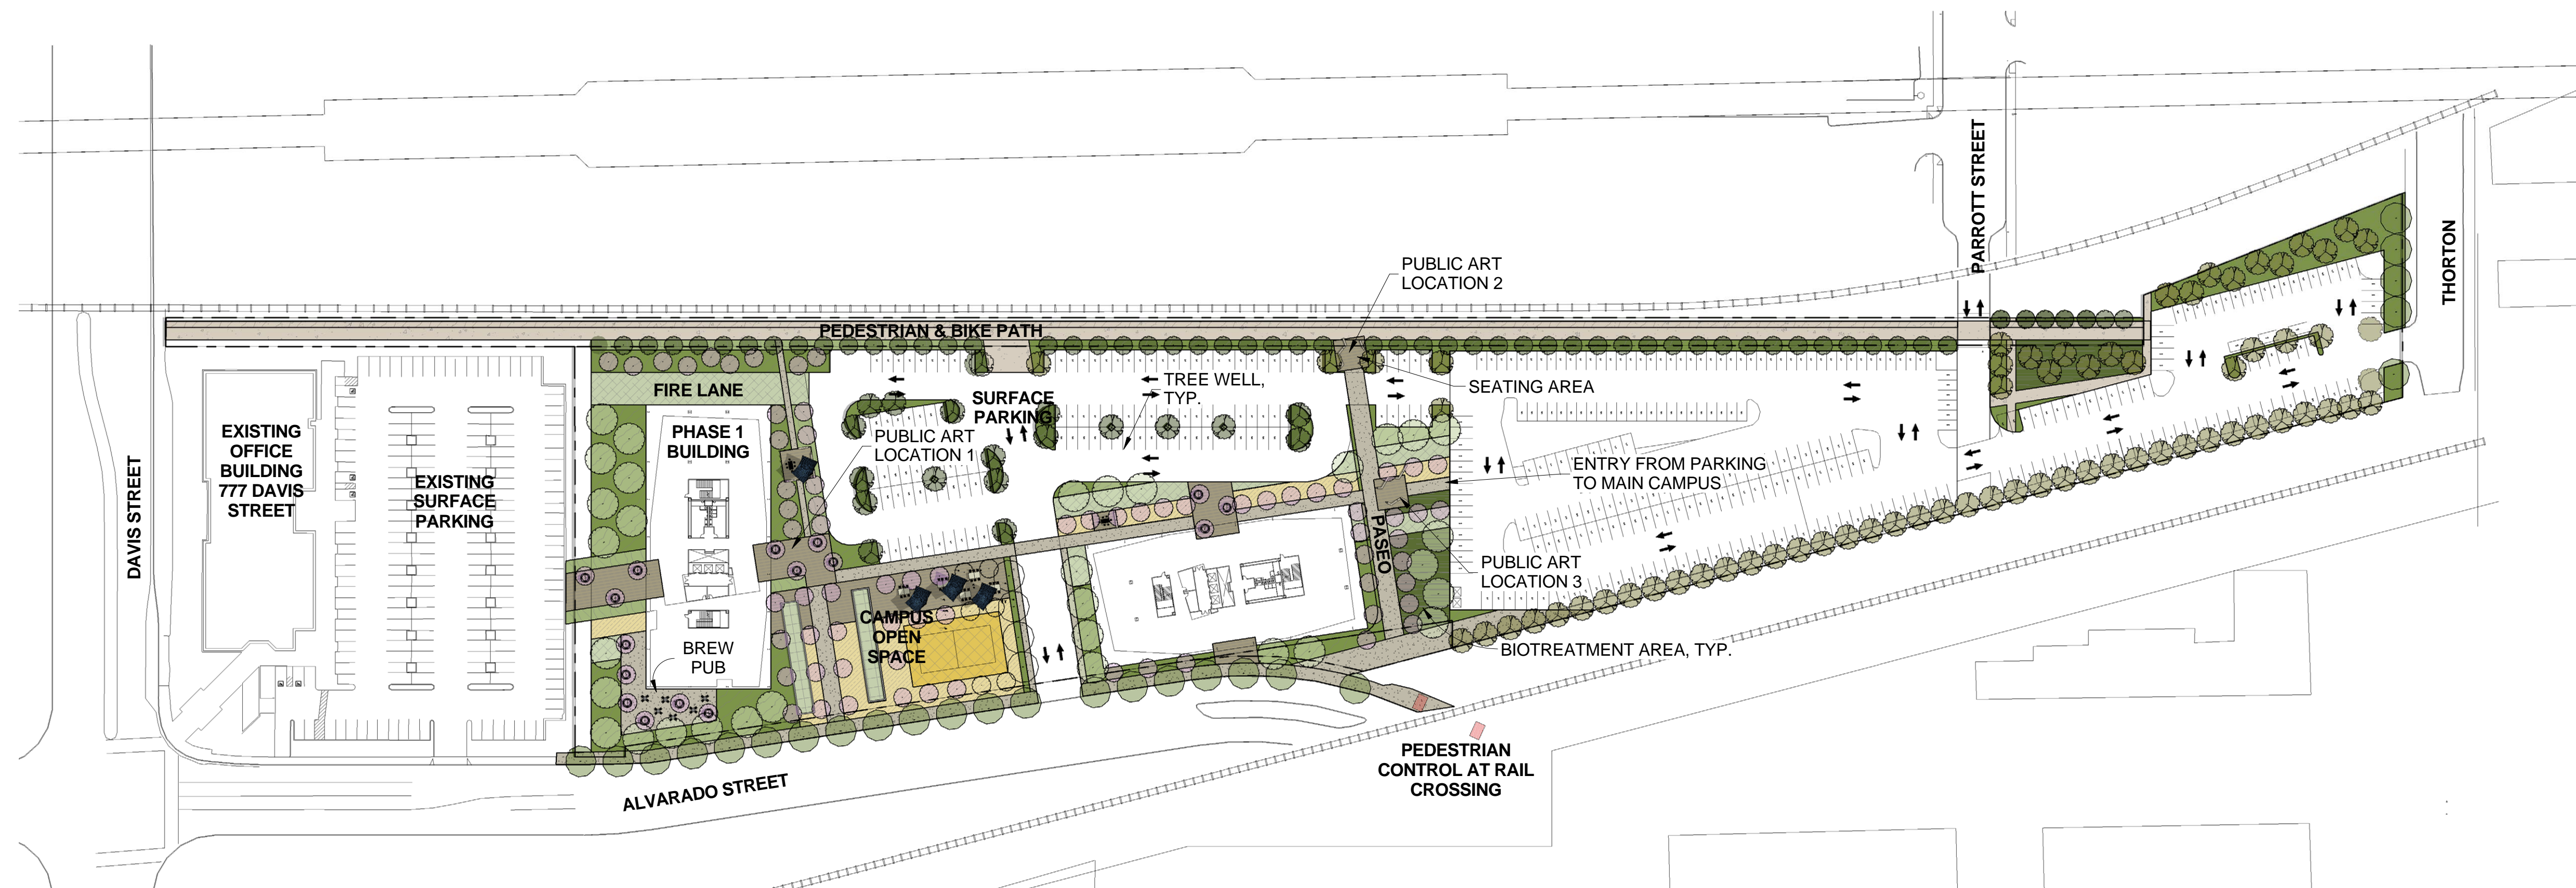 PUBLIC ART
LOCATION 2
PARROTT STREET
THORTON
PEDESTRIAN & BIKE PATH
FIRE LANE
SURFACE
PARKING
TREE WELL,
TYP.
SEATING AREA
EXISTING
OFFICE
BUILDING
777 DAVIS
STREET
PHASE 1
BUILDING
PUBLIC ART
LOCATION 1
DAVIS STREET
EXISTING
SURFACE
PARKING
ENTRY FROM PARKING
TO MAIN CAMPUS
PASEO
PUBLIC ART
LOCATION 3
CAMPUS
OPEN
SPACE
BREW
PUB
BIOTREATMENT AREA, TYP.
ALVARADO STREET
PEDESTRIAN
CONTROL AT RAIL
CROSSING